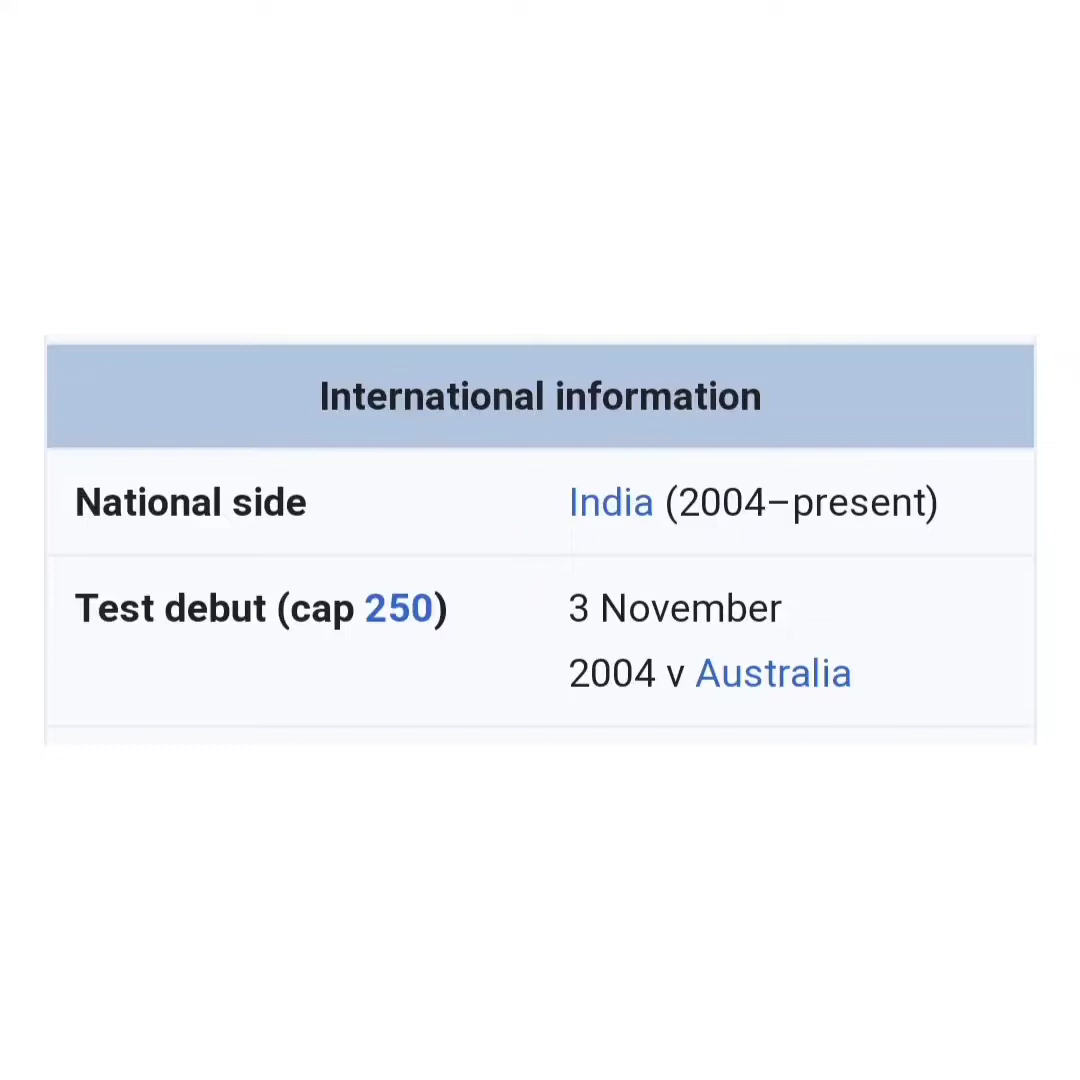 International information
National side India (2004–present)
Test debut (cap 250) 3 November
2004 v Australia